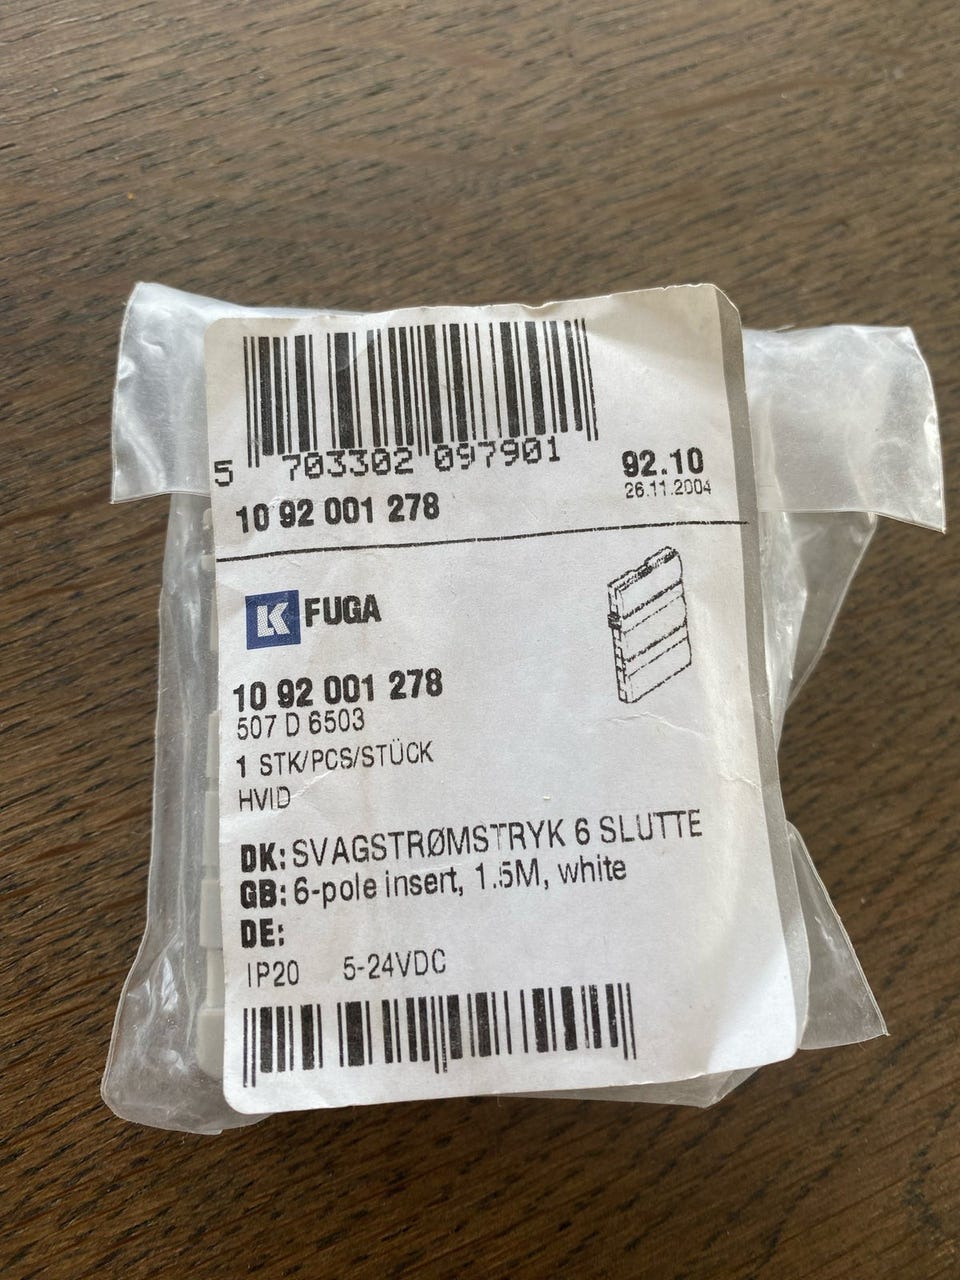 5 703302 097901
92.10
26.11.2004
10 92 001 278
LK FUGA
10 92 001 278
507 D 6503
1 STK/PCS/STÜCK
HVID
DK: SVAGSTRØMSTRYK 6 SLUTTE
GB: 6-pole insert, 1.5M, white
DE:
IP20 5-24VDC